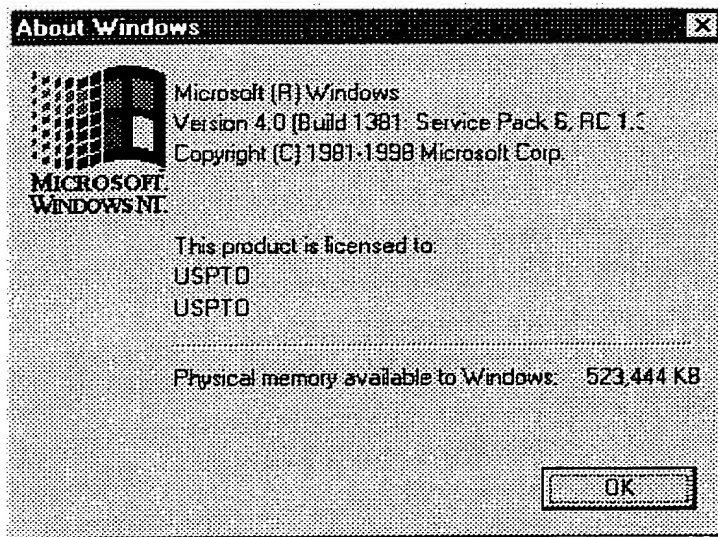 About Windows
Microsoft (R) Windows
Version 4.0 (Build 1381: Service Pack 6, RC 1.
Copyright (C) 1981-1998 Microsoft Corp.
MICROSOFT
WINDOWS NT.
This product is licensed to:
USPTO
USPTO
Physical memory available to Windows: 523,444 KB
OK